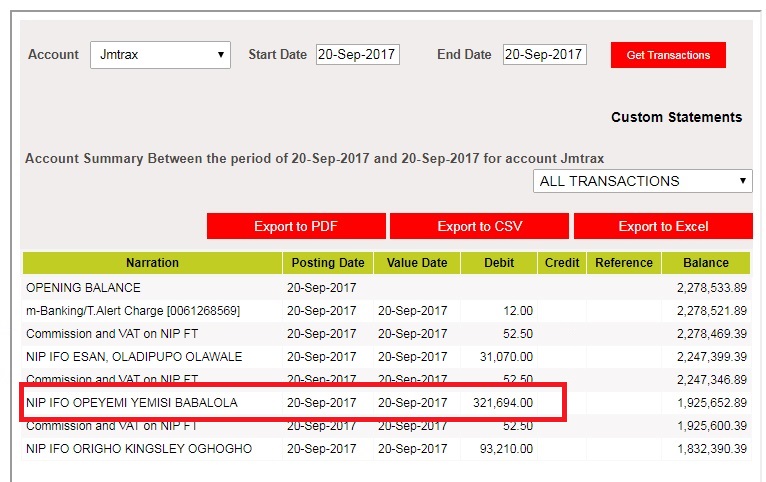 Account Jmtrax Start Date 20-Sep-2017 End Date 20-Sep-2017 Get Transactions
Custom Statements
Account Summary Between the period of 20-Sep-2017 and 20-Sep-2017 for account Jmtrax
ALL TRANSACTIONS
Export to PDF Export to CSV Export to Excel
Narration Posting Date Value Date Debit Credit Reference Balance
OPENING BALANCE 20-Sep-2017 2,278,533.89
m-Banking/T.Alert Charge [0061268569] 20-Sep-2017 20-Sep-2017 12.00 2,278,521.89
Commission and VAT on NIP FT 20-Sep-2017 20-Sep-2017 52.50 2,278,469.39
NIP IFO ESAN, OLADIPUPO OLAWALE 20-Sep-2017 20-Sep-2017 31,070.00 2,247,399.39
Commission and VAT on NIP FT 20-Sep-2017 20-Sep-2017 52.50 2,247,346.89
NIP IFO OPEYEMI YEMISI BABALOLA 20-Sep-2017 20-Sep-2017 321,694.00 1,925,652.89
Commission and VAT on NIP FT 20-Sep-2017 20-Sep-2017 52.50 1,925,600.39
NIP IFO ORIGHO KINGSLEY OGHOGHO 20-Sep-2017 20-Sep-2017 93,210.00 1,832,390.39